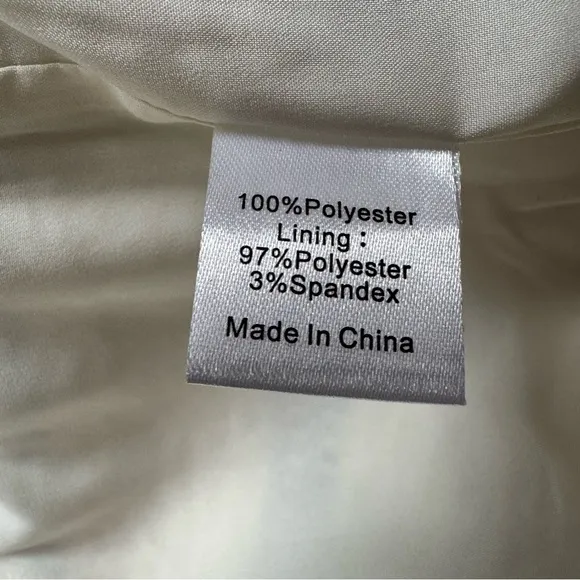 100%Polyester
Lining :
97%Polyester
3%Spandex
Made In China